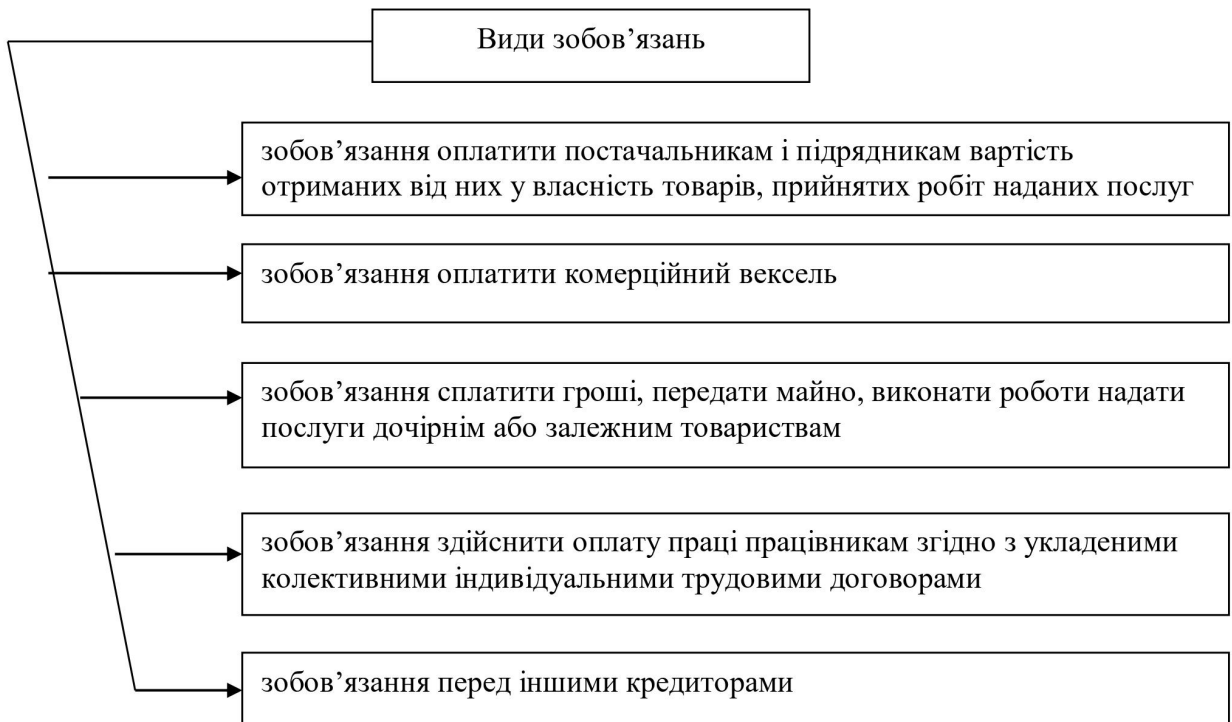 Види зобов’язань
зобов’язання оплатити постачальникам і підрядникам вартість
отриманих від них у власність товарів, прийнятих робіт наданих послуг
зобов’язання оплатити комерційний вексель
зобов’язання сплатити гроші, передати майно, виконати роботи надати
послуги дочірнім або залежним товариствам
зобов’язання здійснити оплату праці працівникам згідно з укладеними
колективними індивідуальними трудовими договорами
зобов’язання перед іншими кредиторами